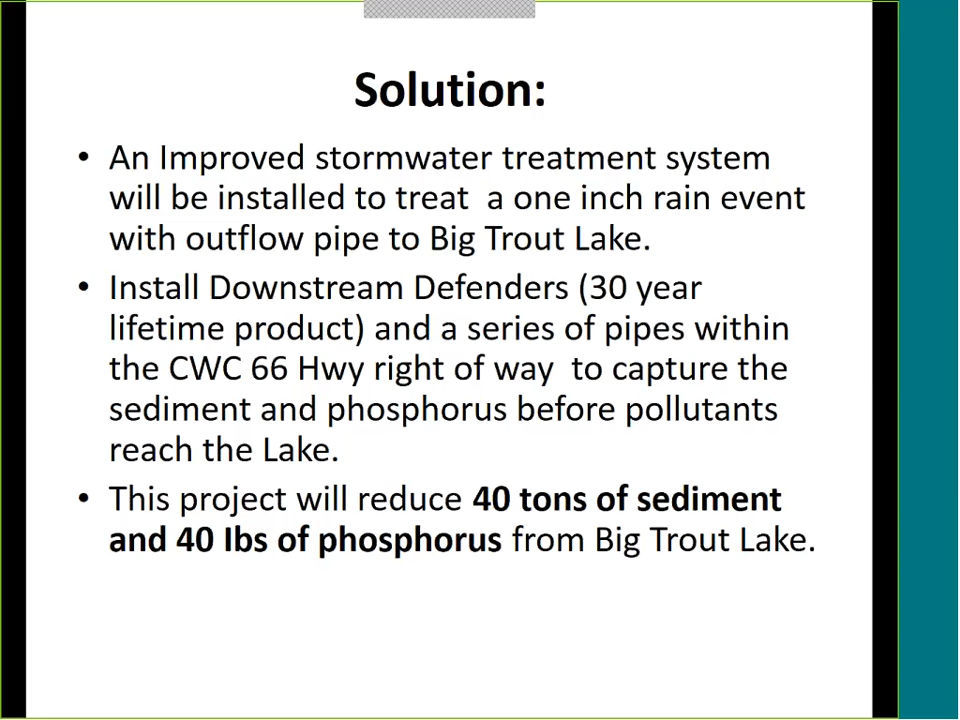 Solution:
• An Improved stormwater treatment system
will be installed to treat  a one inch rain event
with outflow pipe to Big Trout Lake.
• Install Downstream Defenders (30 year
lifetime product) and a series of pipes within
the CWC 66 Hwy right of way  to capture the
sediment and phosphorus before pollutants
reach the Lake.
• This project will reduce 40 tons of sediment
and 40 Ibs of phosphorus from Big Trout Lake.